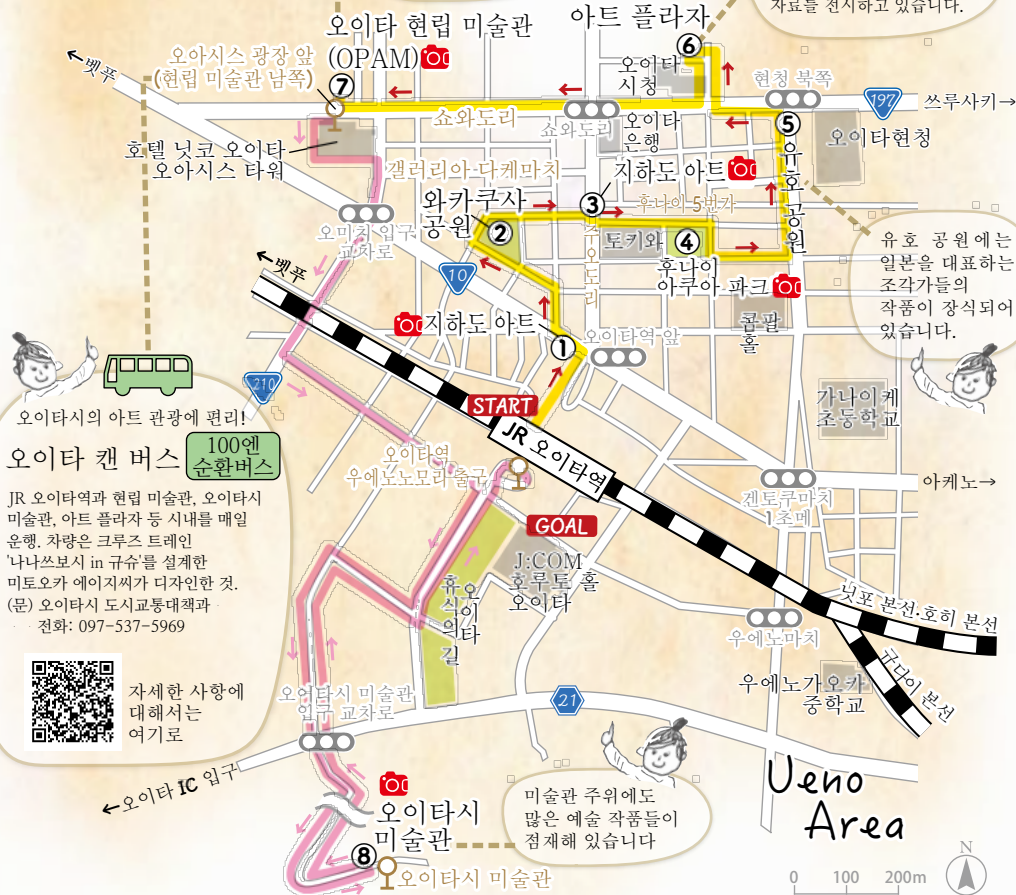 자료를 전시하고 있습니다.
오이타 현립 미술관
(OPAM)
아트 플라자
←벳푸
오아시스 광장 앞
(현립 미술관 남쪽)
⑦
⑥
오이타
시청
현청 북쪽
197
쓰루사키→
쇼와도리
쇼와도리
오이타
은행
⑤
오이타현청
호텔 닛코 오이타
오아시스 타워
갤러리아 다케마치
지하도 아트
유호 공원
와카쿠사
공원
②
③
후나이 5번가
오미치 입구
교차로
주오도리
토키와
④
후나이
아쿠아 파크
유호 공원에는
일본을 대표하는
조각가들의
작품이 장식되어
있습니다.
←벳푸
10
지하도 아트
①
오이타역 앞
콤팔
홀
210
START
가나이케
초등학교
오이타시의 아트 관광에 편리!
오이타 캔 버스
100엔
순환버스
JR 오이타역
오이타역
우에노모리 출구
JR 오이타역과 현립 미술관, 오이타시
미술관, 아트 플라자 등 시내를 매일
운행. 차량은 크루즈 트레인
'나나쓰보시 in 규슈'를 설계한
미토오카 에이지씨가 디자인한 것.
(문) 오이타시 도시교통대책과
전화: 097-537-5969
겐토쿠마치
1초메
아케노→
GOAL
J:COM
호루토 홀
오이타
오이타
휴식의 길
닛포 본선·호히 본선
우에노마치
규다이 본선
우에노가오카
중학교
자세한 사항에
대해서는
여기로
오이타시 미술관
입구 교차로
21
←오이타 IC 입구
Ueno
Area
오이타시
미술관
미술관 주위에도
많은 예술 작품들이
점재해 있습니다
⑧
오이타시 미술관
N
0 100 200m